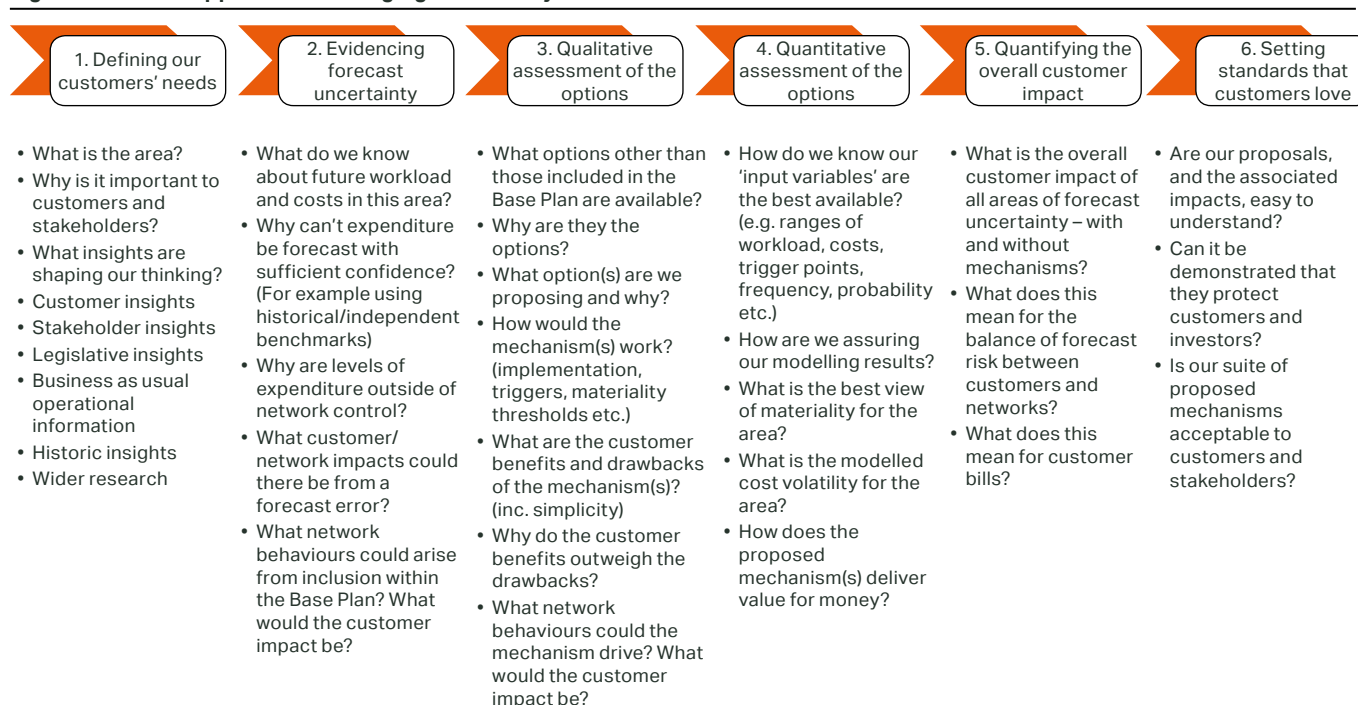 1. Defining our
customers’ needs
2. Evidencing
forecast
uncertainty
3. Qualitative
assessment of the
options
4. Quantitative
assessment of the
options
5. Quantifying the
overall customer
impact
6. Setting
standards that
customers love
• What is the area?
• Why is it important to
customers and
stakeholders?
• What insights are
shaping our thinking?
• Customer insights
• Stakeholder insights
• Legislative insights
• Business as usual
operational
information
• Historic insights
• Wider research
• What do we know
about future workload
and costs in this area?
• Why can’t expenditure
be forecast with
sufficient confidence?
(For example using
historical/independent
benchmarks)
• Why are levels of
expenditure outside of
network control?
• What customer/
network impacts could
there be from a
forecast error?
• What network
behaviours could arise
from inclusion within
the Base Plan? What
would the customer
impact be?
• What options other than
those included in the
Base Plan are available?
• Why are they the
options?
• What option(s) are we
proposing and why?
• How would the
mechanism(s) work?
(implementation,
triggers, materiality
thresholds etc.)
• What are the customer
benefits and drawbacks
of the mechanism(s)?
(inc. simplicity)
• Why do the customer
benefits outweigh the
drawbacks?
• What network
behaviours could the
mechanism drive? What
would the customer
impact be?
• How do we know our
‘input variables’ are
the best available?
(e.g. ranges of
workload, costs,
trigger points,
frequency, probability
etc.)
• How are we assuring
our modelling results?
• What is the best view
of materiality for the
area?
• What is the modelled
cost volatility for the
area?
• How does the
proposed
mechanism(s) deliver
value for money?
• What is the overall
customer impact of
all areas of forecast
uncertainty – with
and without
mechanisms?
• What does this
mean for the
balance of forecast
risk between
customers and
networks?
• What does this
mean for customer
bills?
• Are our proposals,
and the associated
impacts, easy to
understand?
• Can it be
demonstrated that
they protect
customers and
investors?
• Is our suite of
proposed
mechanisms
acceptable to
customers and
stakeholders?